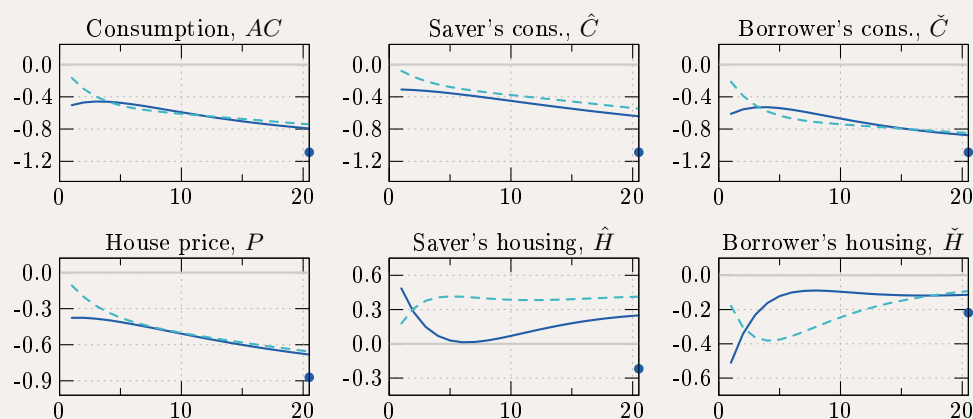 Consumption, AC
Saver's cons., Ĉ
Borrower's cons., Č
0.0
-0.4
-0.8
-1.2
0 10 20
0.0
-0.4
-0.8
-1.2
0 10 20
0.0
-0.4
-0.8
-1.2
0 10 20
House price, P
Saver's housing, Ĥ
Borrower's housing, Ȟ
0.0
-0.3
-0.6
-0.9
0 10 20
0.6
0.3
0.0
-0.3
0 10 20
0.0
-0.2
-0.4
-0.6
0 10 20